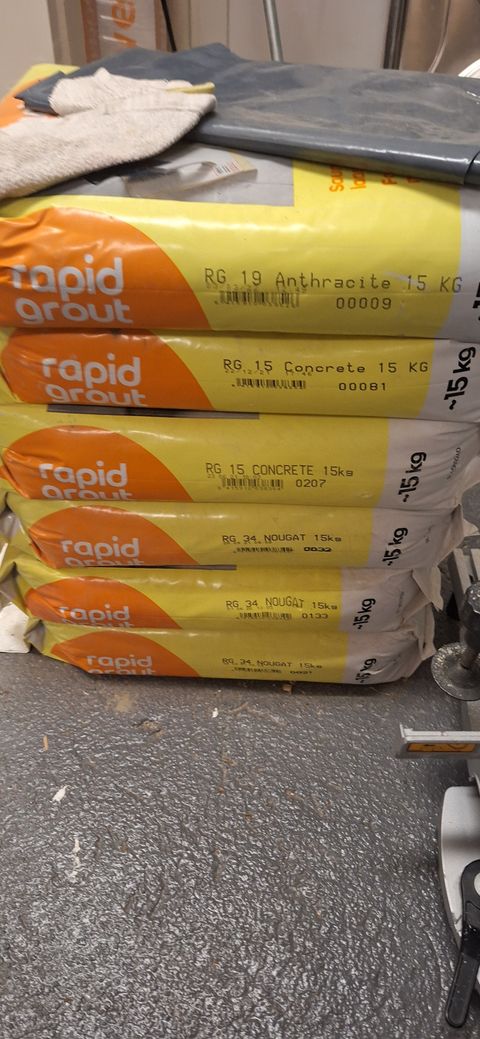 rapid
grout
RG 19 Anthracite 15 KG
00009
rapid
grout
RG 15 Concrete 15 KG
00081
~15 kg
rapid
grout
RG 15 CONCRETE 15kg
0207
~15 kg
rapid
grout
RG 34 NOUGAT 15kg
0032
~15 kg
rapid
grout
RG 34 NOUGAT 15kg
0133
~15 kg
rapid
RG 34 NOUGAT 15kg
~15 kg